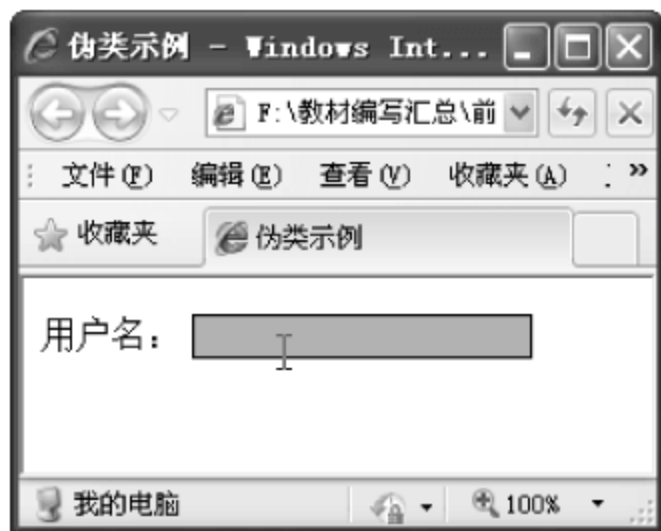 伪类示例 - Windows Int...
F:\教材编写汇总\前
文件(F) 编辑(E) 查看(V) 收藏夹(A) »
收藏夹 伪类示例
用户名：
我的电脑 100%